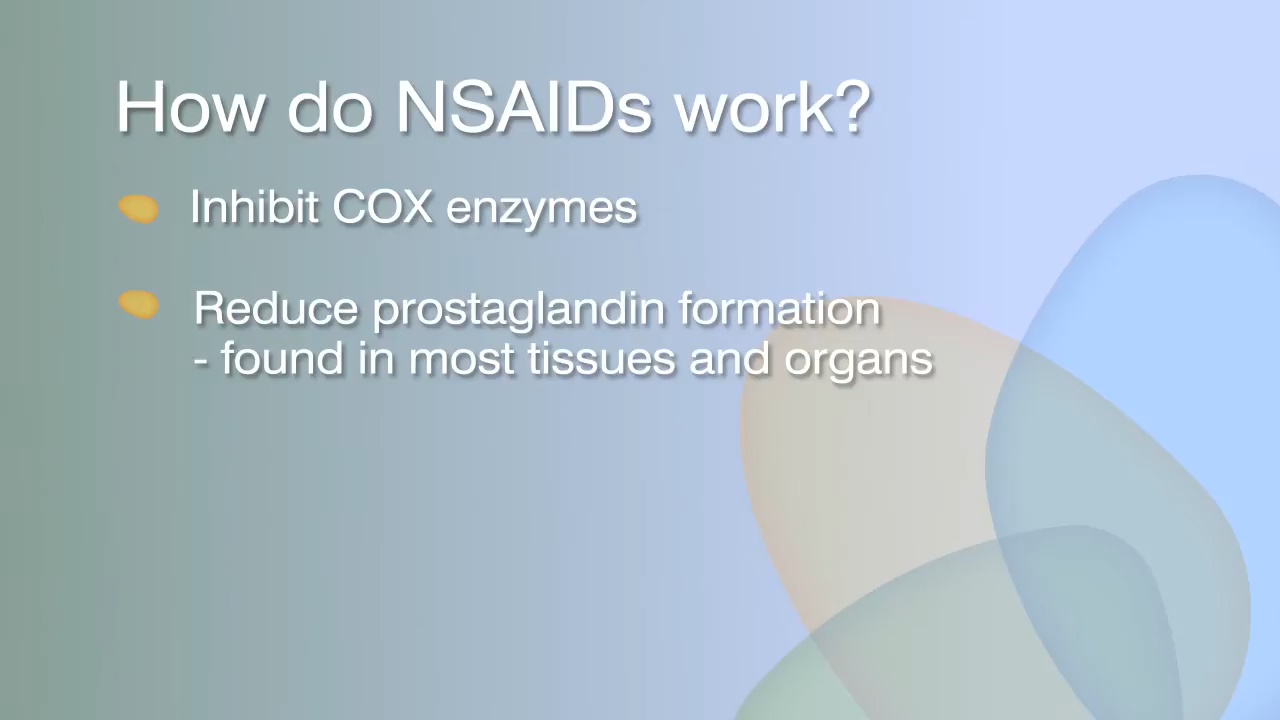 How do NSAIDs work?
Inhibit COX enzymes
Reduce prostaglandin formation
- found in most tissues and organs